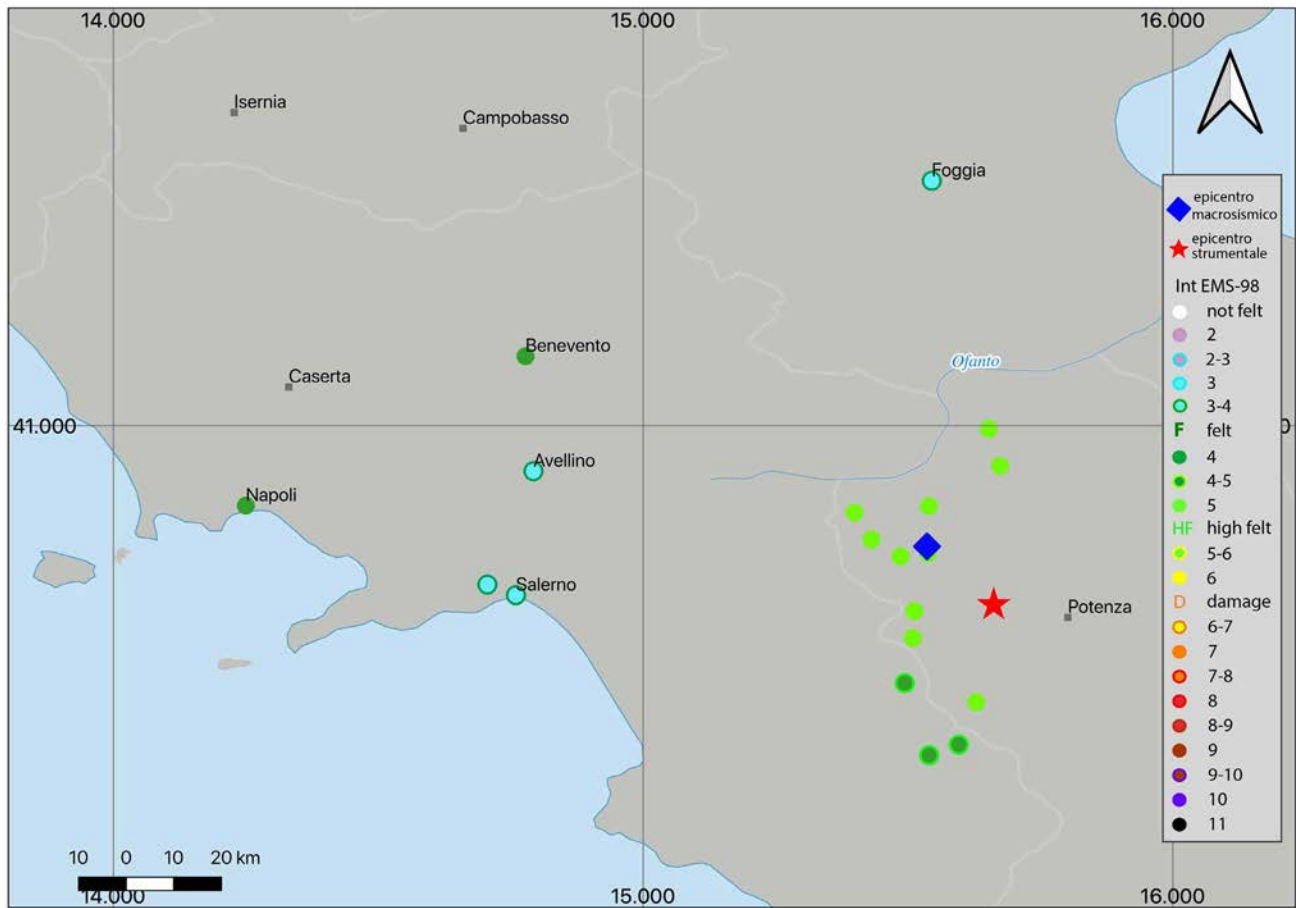 14.000 15.000 16.000
Isernia
Campobasso
Foggia
epicentro
macrosismico
epicentro
strumentale
Int EMS-98
not felt
2
2-3
3
3-4
F felt
4
4-5
5
HF high felt
5-6
6
D damage
6-7
7
7-8
8
8-9
9
9-10
10
11
Benevento
Ofanto
Caserta
41.000 0
Avellino
Napoli
Salerno
Potenza
10 0 10 20 km
14.000 15.000 16.000